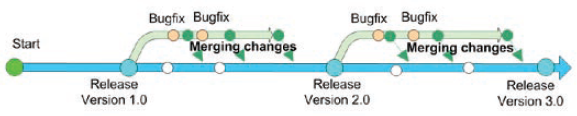 Bugfix Bugfix
Bugfix Bugfix
Start
Merging changes
Merging changes
Release
Version 1.0
Release
Version 2.0
Release
Version 3.0